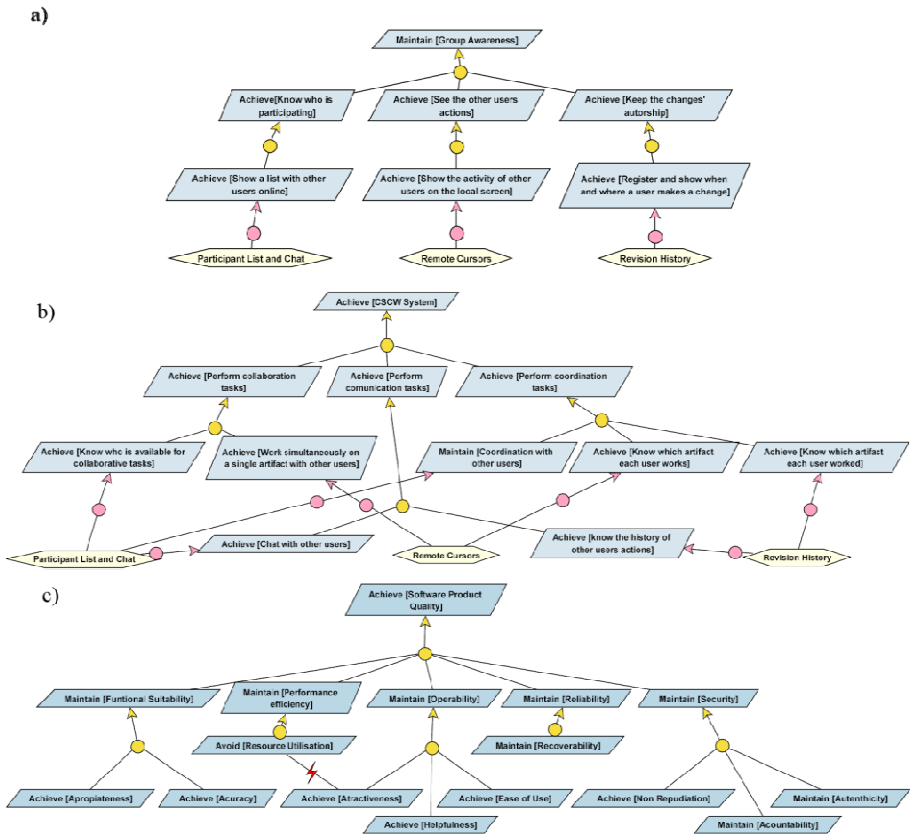 a)
Maintain [Group Awareness]
Achieve[Know who is
participating]
Achieve [See the other users
actions]
Achieve [Keep the changes'
autorship]
Achieve [Show a list with other
users online]
Achieve [Show the activity of other
users on the local screen]
Achieve [Register and show when
and where a user makes a change]
Participant List and Chat
Remote Cursors
Revision History
b)
Achieve [CSCW System]
Achieve [Perform collaboration
tasks]
Achieve [Perform
comunication tasks]
Achieve [Perform coordination
tasks]
Achieve [Know who is available for
collaborative tasks]
Achieve [Work simultaneously on
a single artifact with other users]
Maintain [Coordination with
other users]
Achieve [Know which artifact
each user works]
Achieve [Know which artifact
each user worked]
Participant List and Chat
Achieve [Chat with other users]
Remote Cursors
Achieve [know the history of
other users actions]
Revision History
c)
Achieve [Software Product
Quality]
Maintain [Funtional Suitability]
Maintain [Performance
efficiency]
Maintain [Operability]
Maintain [Reliability]
Maintain [Security]
Avoid [Resource Utilisation]
Maintain [Recoverability]
Achieve [Apropiateness]
Achieve [Acuracy]
Achieve [Atractiveness]
Achieve [Ease of Use]
Achieve [Non Repudiation]
Maintain [Autenthicity]
Achieve [Helpfulness]
Maintain [Acountability]